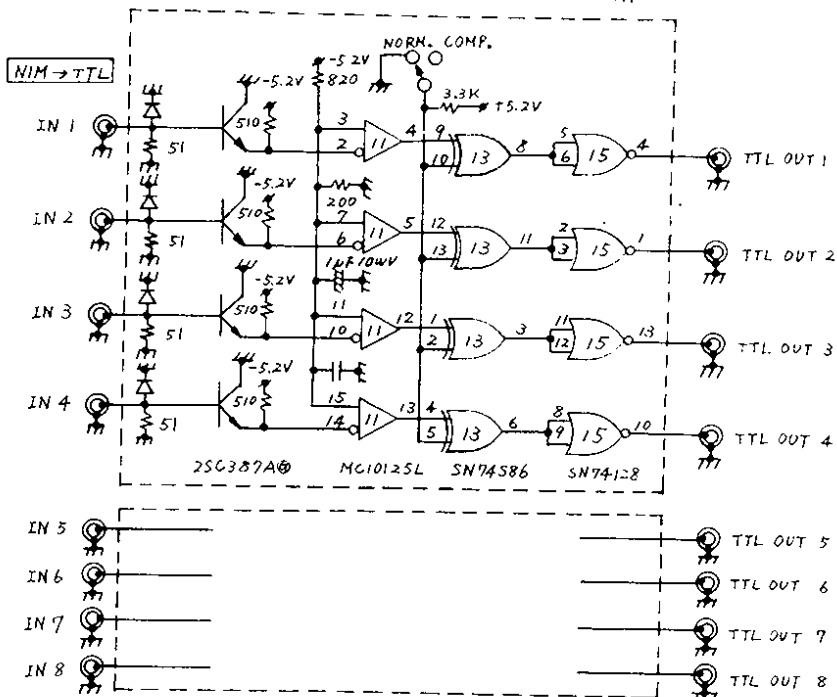 NORM. COMP.
NIM→TTL
-5.2V
-5.2V
820
3.3K
+5.2V
IN 1
51
510
3
2
11
4
9
10
13
8
5
6
15
4
TTL OUT 1
-5.2V
200
IN 2
51
510
7
6
11
5
12
13
13
11
2
3
15
1
TTL OUT 2
-5.2V
1μF 10WV
IN 3
51
510
11
10
11
12
1
2
13
3
11
12
15
13
TTL OUT 3
-5.2V
IN 4
51
510
15
14
11
13
4
5
13
6
8
9
15
10
TTL OUT 4
2SC387A
MC10125L
SN74S86
SN74128
IN 5
TTL OUT 5
IN 6
TTL OUT 6
IN 7
TTL OUT 7
IN 8
TTL OUT 8